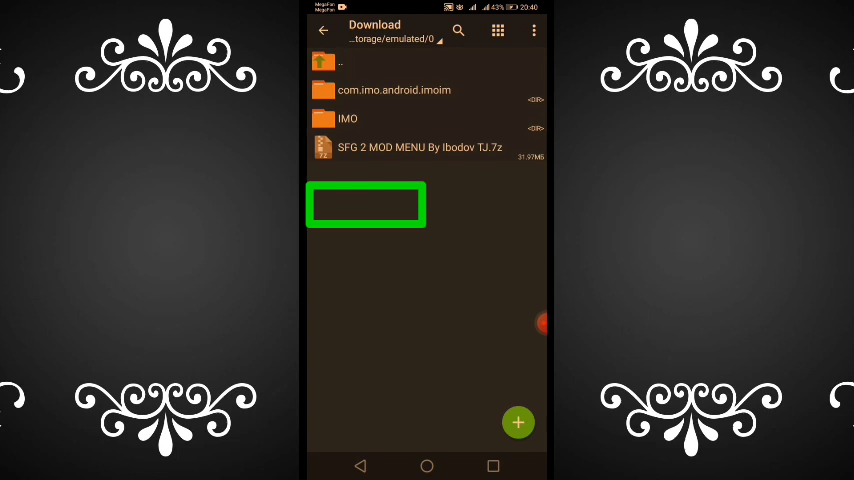 MegaFon
MegaFon
43% 20:40
Download
...torage/emulated/0
..
com.imo.android.imoim
<DIR>
IMO
<DIR>
SFG 2 MOD MENU By Ibodov TJ.7z
7Z
31.97МБ